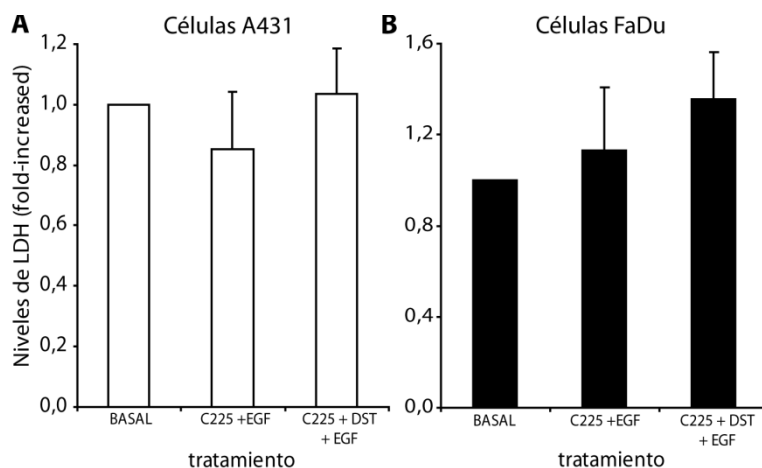 A
Células A431
Niveles de LDH (fold-increased)
1,2
1,0
0,8
0,6
0,4
0,2
0,0
BASAL
C225 +EGF
C225 + DST
+ EGF
tratamiento
B
Células FaDu
1,6
1,2
0,8
0,4
0,0
BASAL
C225 +EGF
C225 + DST
+ EGF
tratamiento